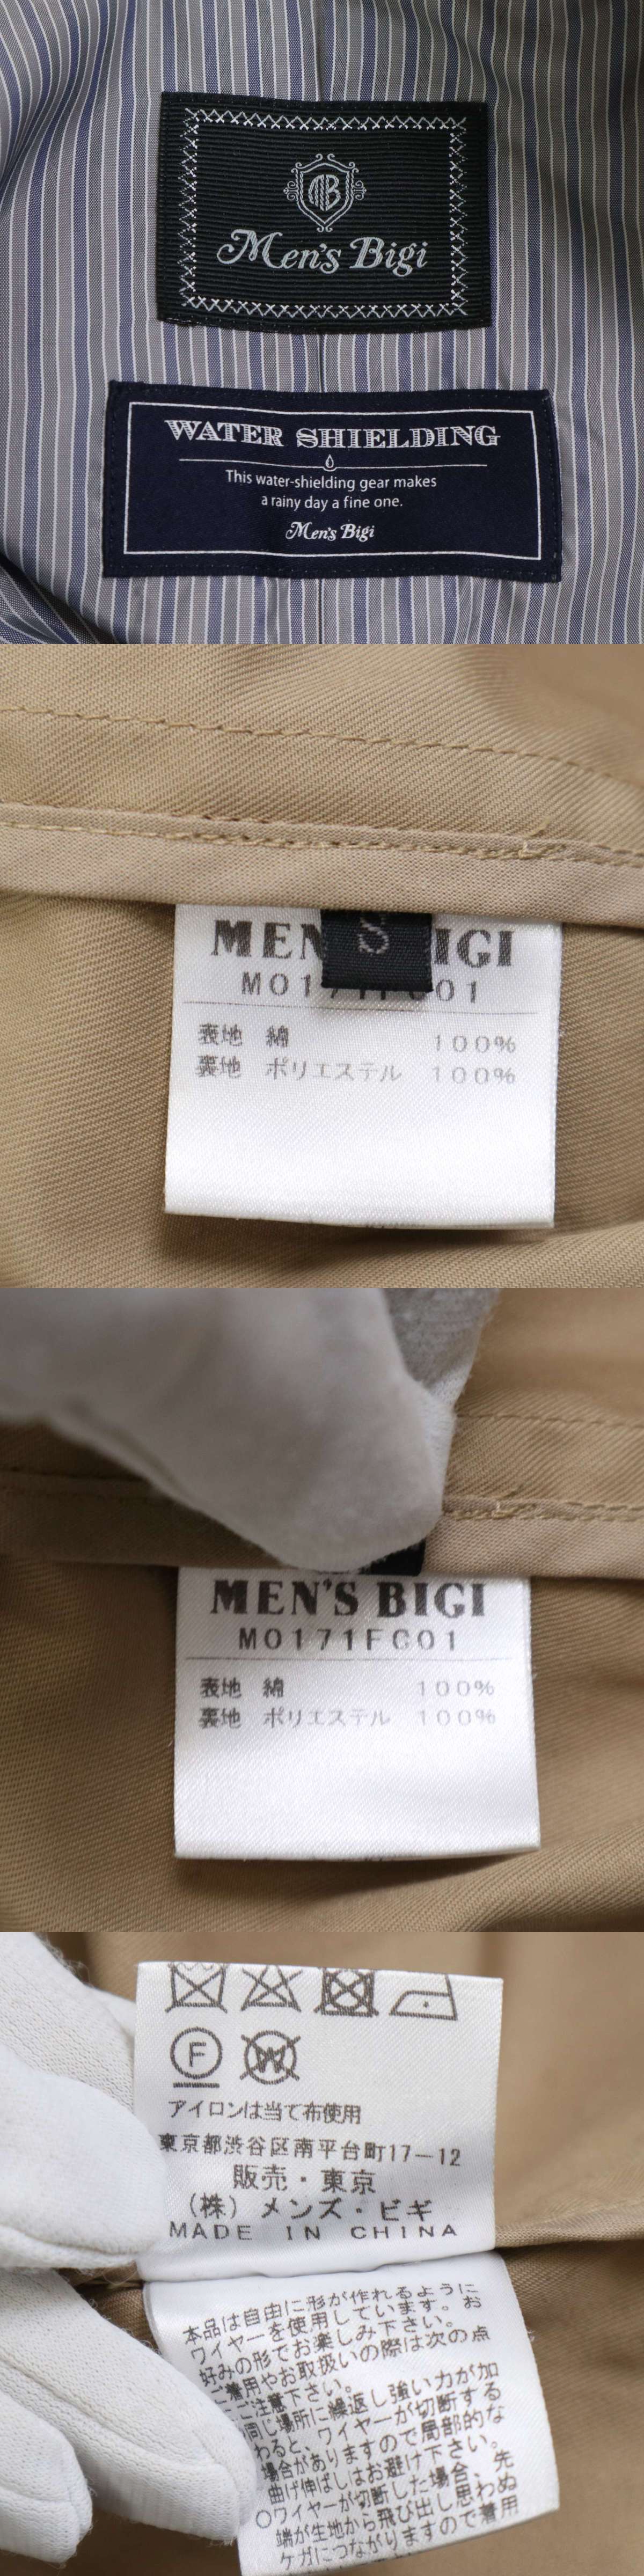 MB
Men's Bigi
WATER SHIELDING
This water-shielding gear makes
a rainy day a fine one.
Men's Bigi
MEN IGI
S
M01 01
表地 綿 100%
裏地 ポリエステル 100%
MEN'S BIGI
M0171FC01
表地 綿 100%
裏地 ポリエステル 100%
F
W
アイロンは当て布使用
東京都渋谷区南平台町17-12
販売・東京
(株) メンズ・ビギ
MADE IN CHINA
本品は自由に形が作れるように
ワイヤーを使用しています。お
好みの形でお楽しみ下さい。
ご着用やお取扱いの際は次の点
にご注意下さい。
同じ場所に繰返し強い力が加
わると、ワイヤーが切断する
場合がありますので局部的な
曲げ伸ばしはお避け下さい。
○ワイヤーが切断した場合、先
端が生地から飛び出し思わぬ
ケガにつながりますので着用